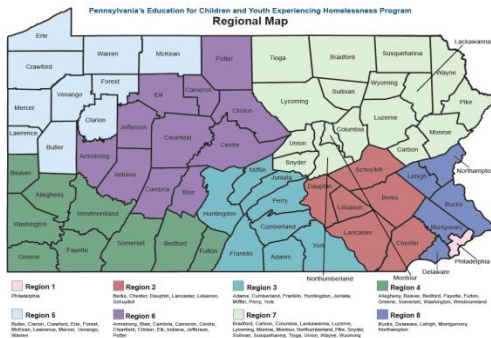 Pennsylvania's Education for Children and Youth Experiencing Homelessness Program
Regional Map
Erie
Crawford
Warren
McKean
Forest
Venango
Mercer
Clarion
Lawrence
Butler
Potter
Elk
Cameron
Clinton
Jefferson
Clearfield
Centre
Armstrong
Indiana
Cambria
Blair
Tioga
Bradford
Susquehanna
Lackawanna
Wayne
Wyoming
Sullivan
Lycoming
Pike
Luzerne
Columbia
Monroe
Carbon
Union
Snyder
Northumberland
Montour
Beaver
Allegheny
Westmoreland
Washington
Greene
Fayette
Somerset
Bedford
Fulton
Mifflin
Juniata
Huntington
Perry
Cumberland
Franklin
Adams
York
Dauphin
Schuylkill
Lebanon
Berks
Lancaster
Chester
Lehigh
Northampton
Bucks
Montgomery
Philadelphia
Delaware
Region 1
Philadelphia
Region 2
Berks, Chester, Dauphin, Lancaster, Lebanon,
Schuylkill
Region 3
Adams, Cumberland, Franklin, Huntington, Juniata,
Mifflin, Perry, York
Region 4
Allegheny, Beaver, Bedford, Fayette, Fulton,
Greene, Somerset, Washington, Westmoreland
Region 5
Butler, Clarion, Crawford, Erie, Forest,
McKean, Lawrence, Mercer, Venango,
Warren
Region 6
Armstrong, Blair, Cambria, Cameron, Centre,
Clearfield, Clinton, Elk, Indiana, Jefferson,
Potter
Region 7
Bradford, Carbon, Columbia, Lackawanna, Luzerne,
Lycoming, Monroe, Montour, Northumberland, Pike, Snyder,
Sullivan, Susquehanna, Tioga, Union, Wayne, Wyoming
Region 8
Bucks, Delaware, Lehigh, Montgomery,
Northampton